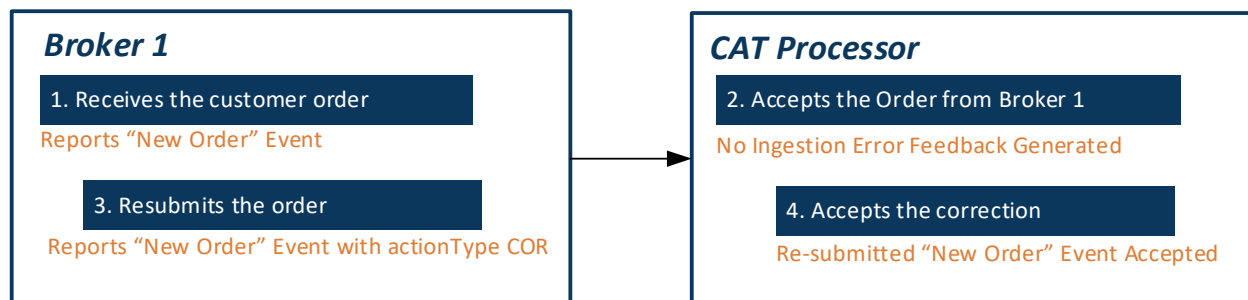 Broker 1
1. Receives the customer order
Reports “New Order” Event
3. Resubmits the order
Reports “New Order” Event with actionType COR
CAT Processor
2. Accepts the Order from Broker 1
No Ingestion Error Feedback Generated
4. Accepts the correction
Re-submitted “New Order” Event Accepted